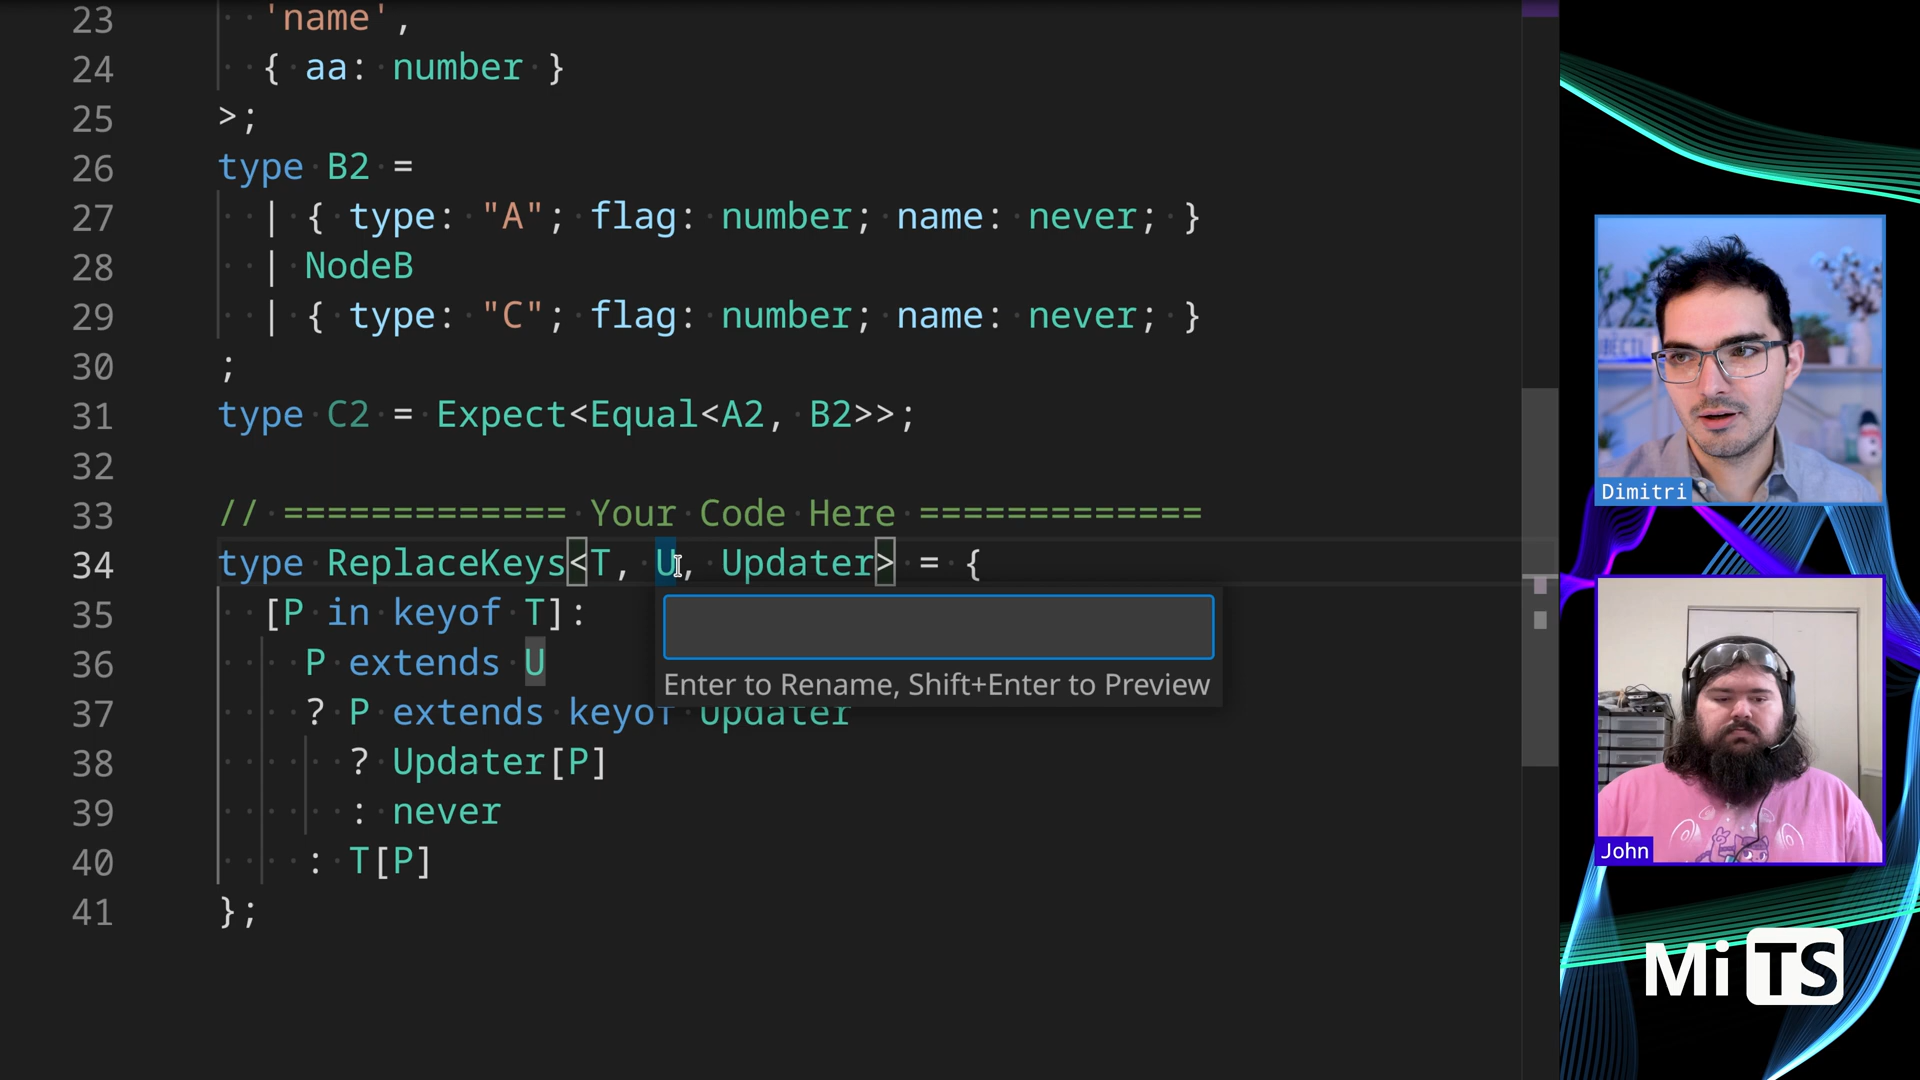 23 'name',
24 { aa: number }
25 >;
26 type B2 =
27 | { type: "A"; flag: number; name: never; }
28 | NodeB
29 | { type: "C"; flag: number; name: never; }
30 ;
31 type C2 = Expect<Equal<A2, B2>>;
32
33 // ============= Your Code Here =============
34 type ReplaceKeys<T, U, Updater> = {
35 [P in keyof T]:
36 P extends U
Enter to Rename, Shift+Enter to Preview
37 ? P extends keyof Updater
38 ? Updater[P]
39 : never
40 : T[P]
41 };
Dimitri
John
Mi TS